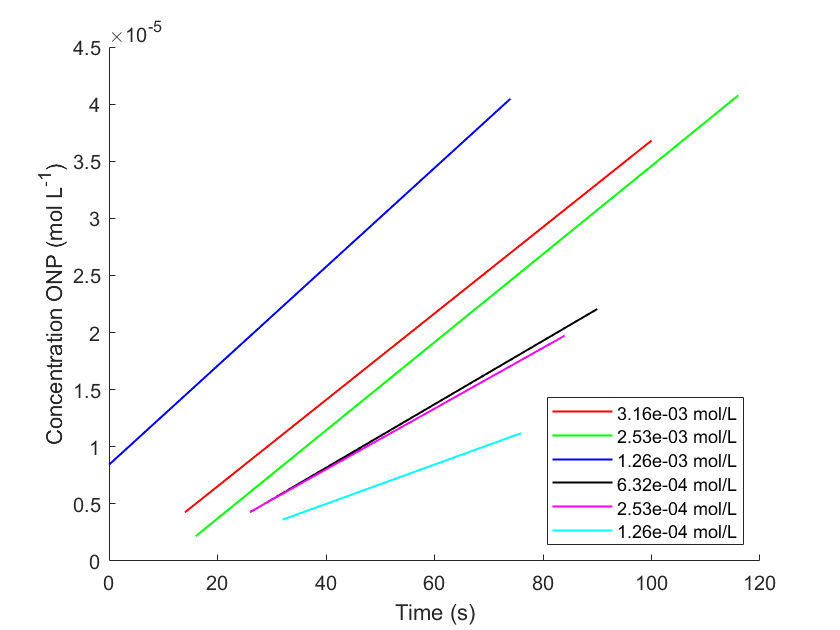 ×10⁻⁵
4.5
4
3.5
3
2.5
2
1.5
1
0.5
0
Concentration ONP (mol L⁻¹)
0 20 40 60 80 100 120
Time (s)
3.16e-03 mol/L
2.53e-03 mol/L
1.26e-03 mol/L
6.32e-04 mol/L
2.53e-04 mol/L
1.26e-04 mol/L